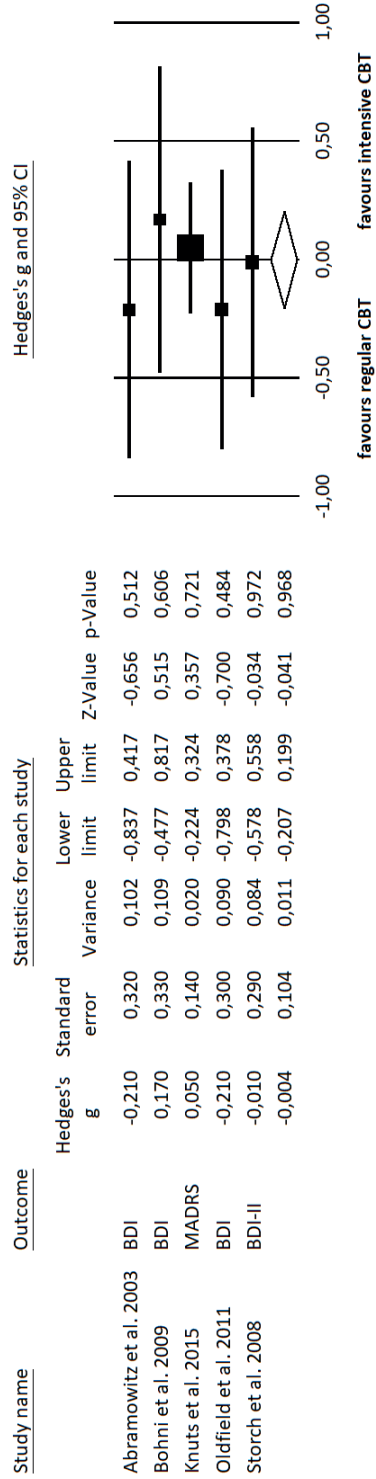 Study name Outcome Statistics for each study Hedges's g and 95% CI
Hedges's Standard Lower Upper
g error Variance limit limit Z-Value p-Value
Abramowitz et al. 2003 BDI -0,210 0,320 0,102 -0,837 0,417 -0,656 0,512
Bohni et al. 2009 BDI 0,170 0,330 0,109 -0,477 0,817 0,515 0,606
Knuts et al. 2015 MADRS 0,050 0,140 0,020 -0,224 0,324 0,357 0,721
Oldfield et al. 2011 BDI -0,210 0,300 0,090 -0,798 0,378 -0,700 0,484
Storch et al. 2008 BDI-II -0,010 0,290 0,084 -0,578 0,558 -0,034 0,972
-0,004 0,104 0,011 -0,207 0,199 -0,041 0,968
-1,00 -0,50 0,00 0,50 1,00
favours regular CBT favours intensive CBT